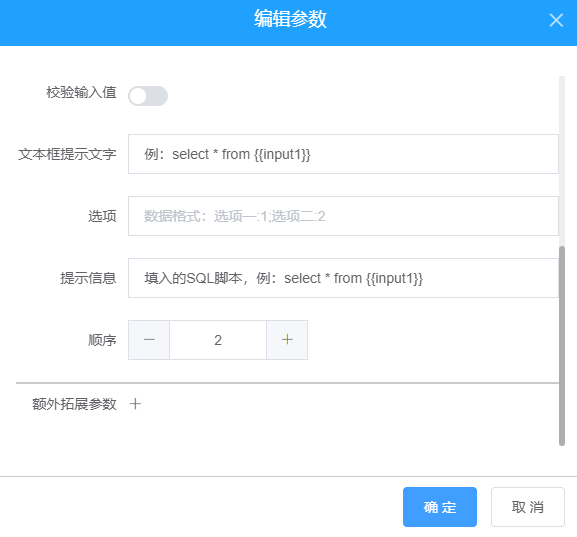 编辑参数
校验输入值
文本框提示文字 例：select * from {{input1}}
选项 数据格式：选项一:1;选项二:2
提示信息 填入的SQL脚本，例：select * from {{input1}}
顺序 2
额外拓展参数
确 定 取 消